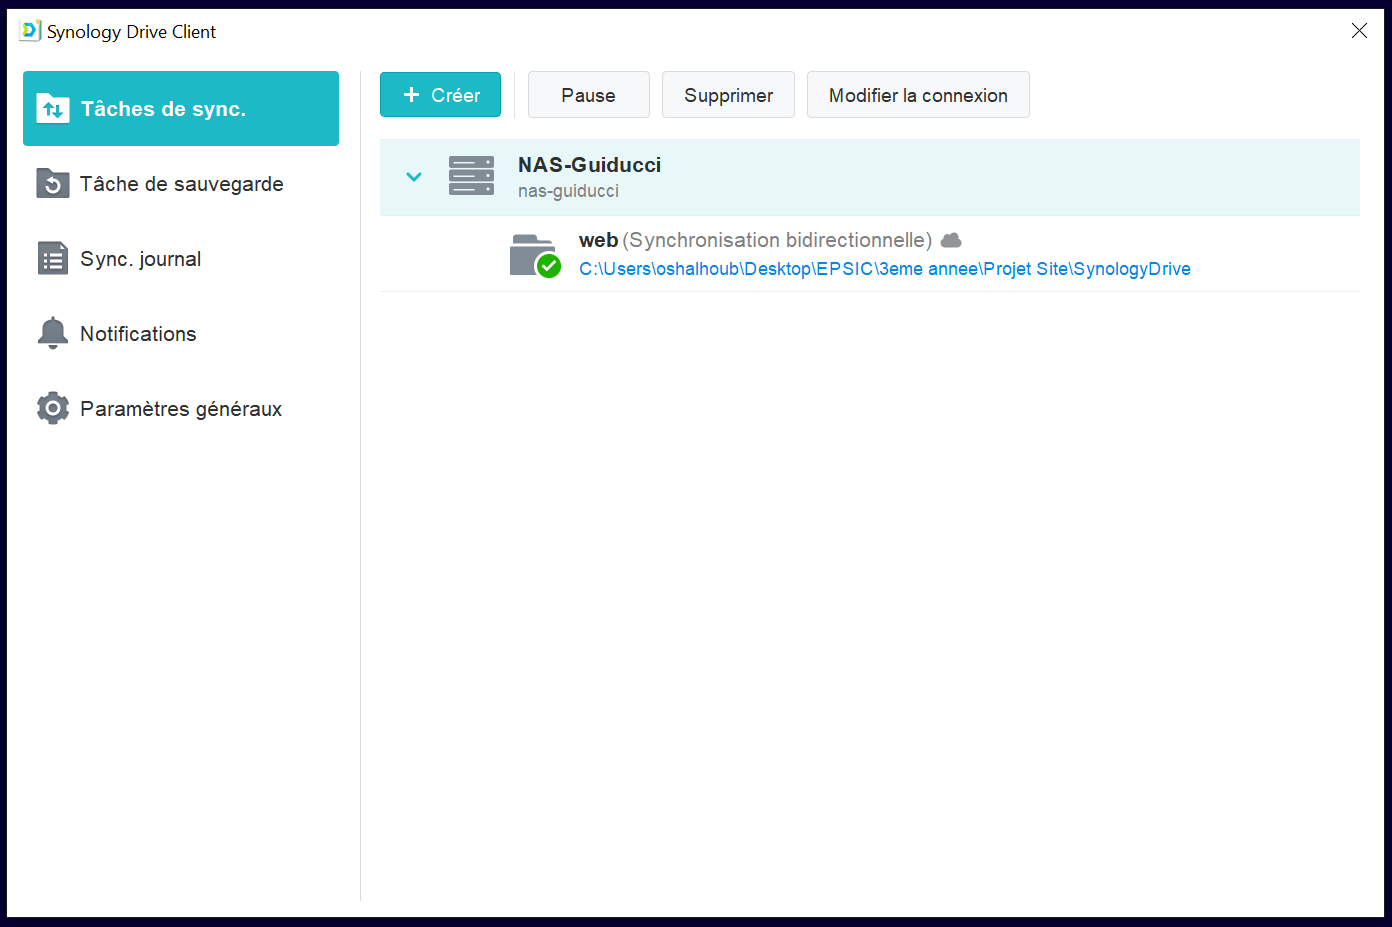 Synology Drive Client
Tâches de sync.
Tâche de sauvegarde
Sync. journal
Notifications
Paramètres généraux
+ Créer
Pause
Supprimer
Modifier la connexion
NAS-Guiducci
nas-guiducci
web (Synchronisation bidirectionnelle)
C:\Users\oshalhoub\Desktop\EPSIC\3eme annee\Projet Site\SynologyDrive